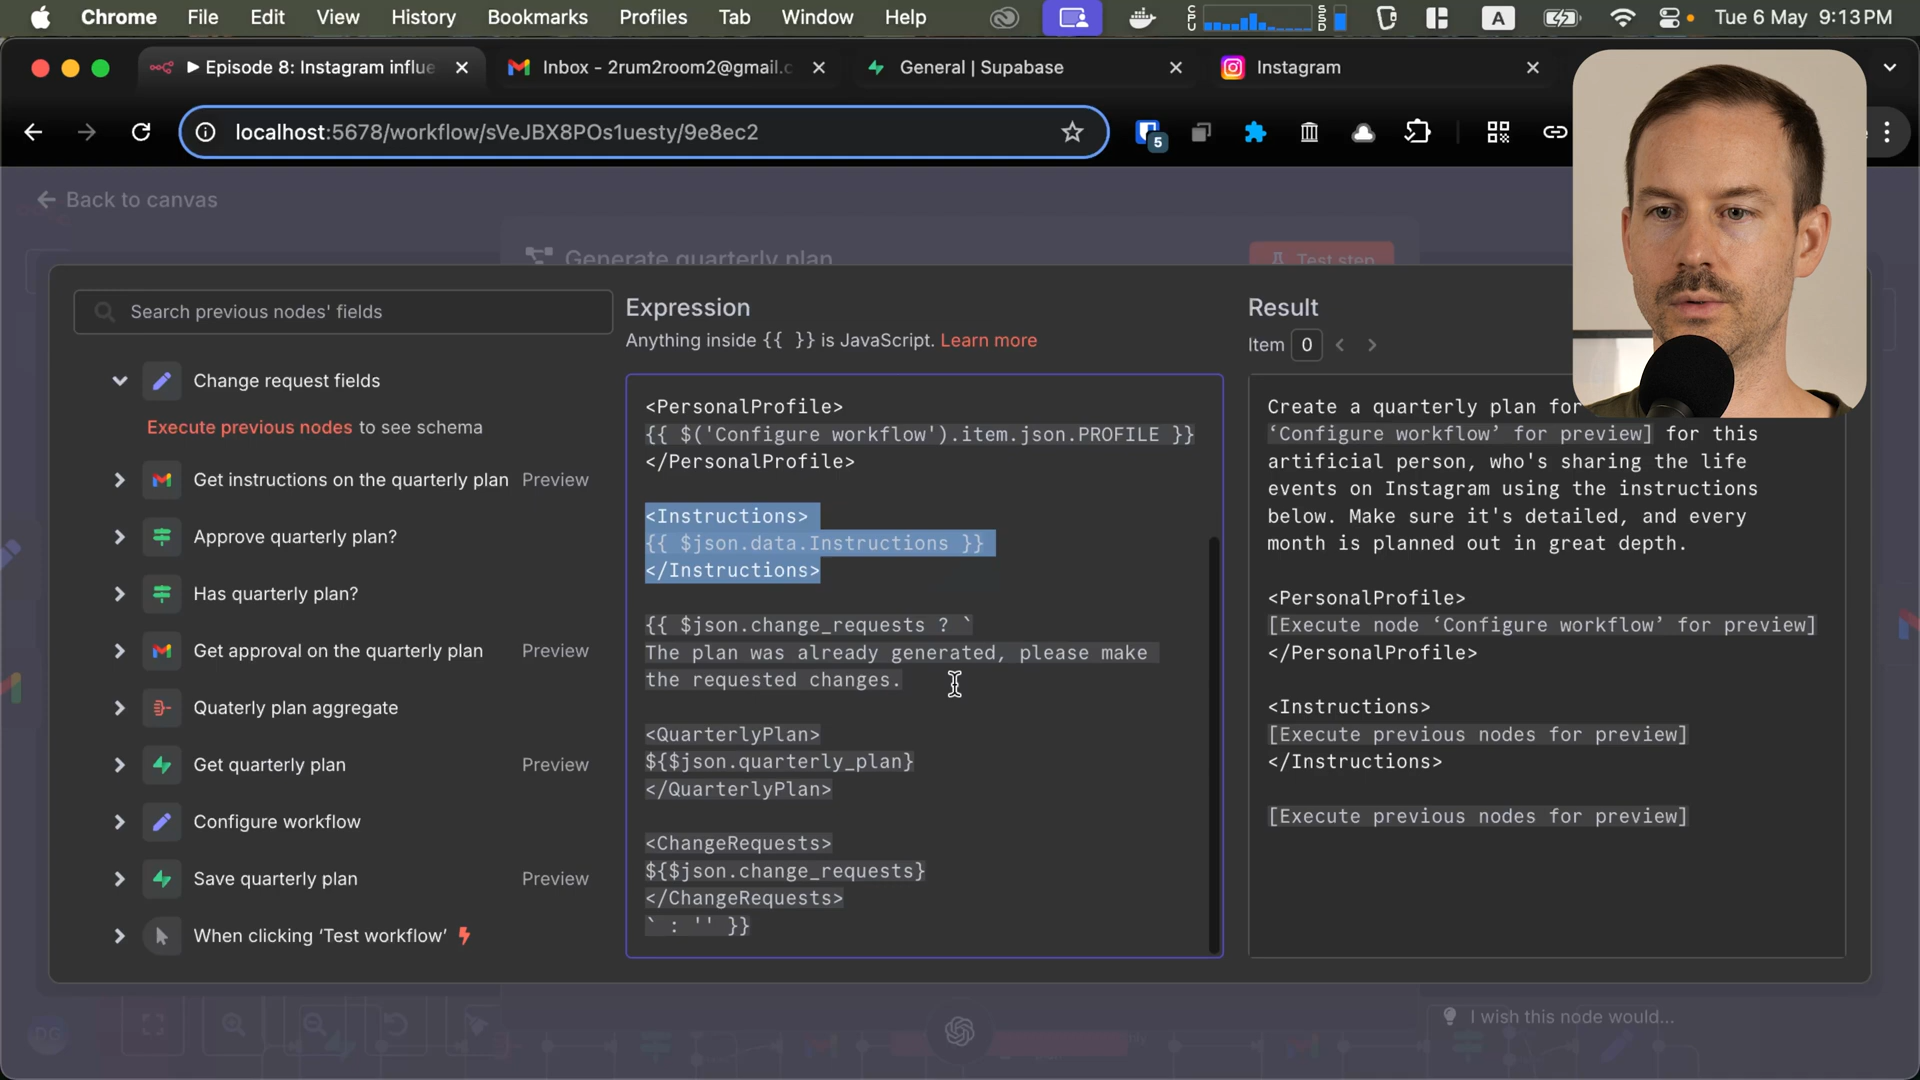 Chrome File Edit View History Bookmarks Profiles Tab Window Help CPU SSD A Tue 6 May 9:13 PM
Episode 8: Instagram influe
Inbox - 2rum2room2@gmail.c
General | Supabase
Instagram
localhost:5678/workflow/sVeJBX8POs1uesty/9e8ec2
5
Back to canvas
Generate quarterly plan
Test step
Search previous nodes' fields
Change request fields
Execute previous nodes to see schema
Get instructions on the quarterly plan Preview
Approve quarterly plan?
Has quarterly plan?
Get approval on the quarterly plan Preview
Quaterly plan aggregate
Get quarterly plan Preview
Configure workflow
Save quarterly plan Preview
When clicking ‘Test workflow’
Expression
Anything inside {{ }} is JavaScript. Learn more
<PersonalProfile>
{{ $('Configure workflow').item.json.PROFILE }}
</PersonalProfile>
<Instructions>
{{ $json.data.Instructions }}
</Instructions>
{{ $json.change_requests ? `
The plan was already generated, please make
the requested changes.
<QuarterlyPlan>
${$json.quarterly_plan}
</QuarterlyPlan>
<ChangeRequests>
${$json.change_requests}
</ChangeRequests>
` : '' }}
Result
Item 0
Create a quarterly plan for
‘Configure workflow’ for preview] for this
artificial person, who's sharing the life
events on Instagram using the instructions
below. Make sure it's detailed, and every
month is planned out in great depth.
<PersonalProfile>
[Execute node ‘Configure workflow’ for preview]
</PersonalProfile>
<Instructions>
[Execute previous nodes for preview]
</Instructions>
[Execute previous nodes for preview]
DG
I wish this node would...